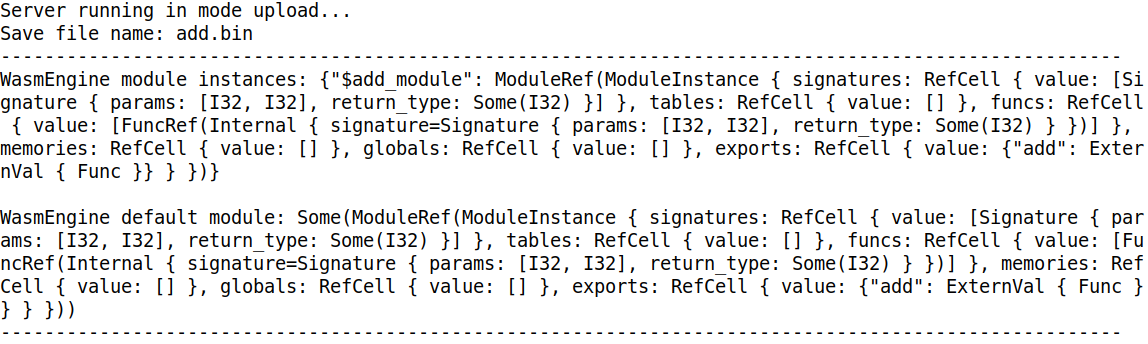 Server running in mode upload...
Save file name: add.bin
------------------------------------------------------------------------------------------------------
WasmEngine module instances: {"$add_module": ModuleRef(ModuleInstance { signatures: RefCell { value: [Si
gnature { params: [I32, I32], return_type: Some(I32) }] }, tables: RefCell { value: [] }, funcs: RefCell
 { value: [FuncRef(Internal { signature=Signature { params: [I32, I32], return_type: Some(I32) } })] },
memories: RefCell { value: [] }, globals: RefCell { value: [] }, exports: RefCell { value: {"add": Exter
nVal { Func }} } })}

WasmEngine default module: Some(ModuleRef(ModuleInstance { signatures: RefCell { value: [Signature { par
ams: [I32, I32], return_type: Some(I32) }] }, tables: RefCell { value: [] }, funcs: RefCell { value: [Fu
ncRef(Internal { signature=Signature { params: [I32, I32], return_type: Some(I32) } })] }, memories: Ref
Cell { value: [] }, globals: RefCell { value: [] }, exports: RefCell { value: {"add": ExternVal { Func }
} } }))
------------------------------------------------------------------------------------------------------